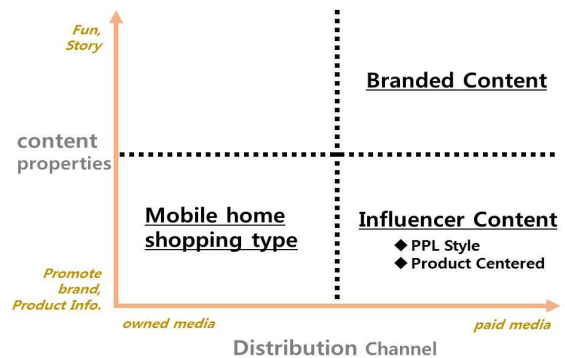 Fun,
Story
Branded Content
content
properties
Mobile home
shopping type
Influencer Content
◆ PPL Style
◆ Product Centered
Promote
brand,
Product Info.
owned media
paid media
Distribution Channel